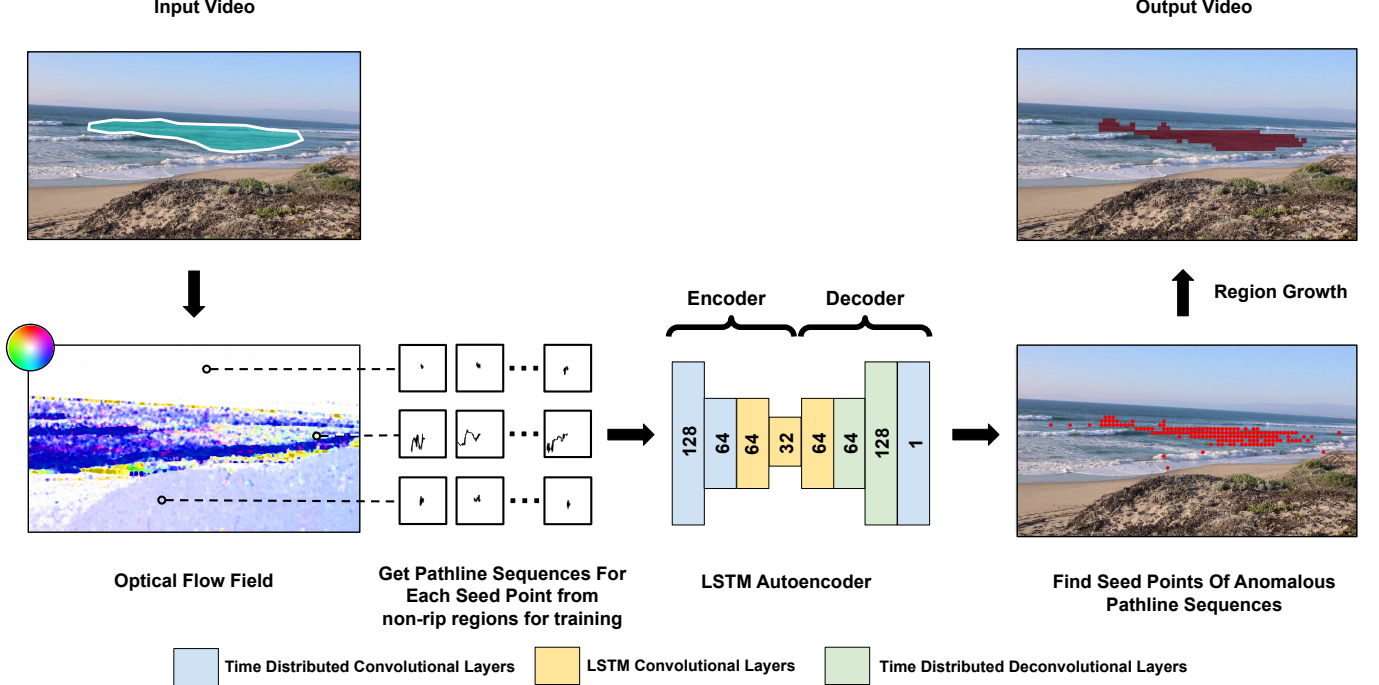 Input Video
Output Video
Encoder
Decoder
Region Growth
128
64
64
32
64
64
128
1
Optical Flow Field
Get Pathline Sequences For
Each Seed Point from
non-rip regions for training
LSTM Autoencoder
Find Seed Points Of Anomalous
Pathline Sequences
Time Distributed Convolutional Layers
LSTM Convolutional Layers
Time Distributed Deconvolutional Layers